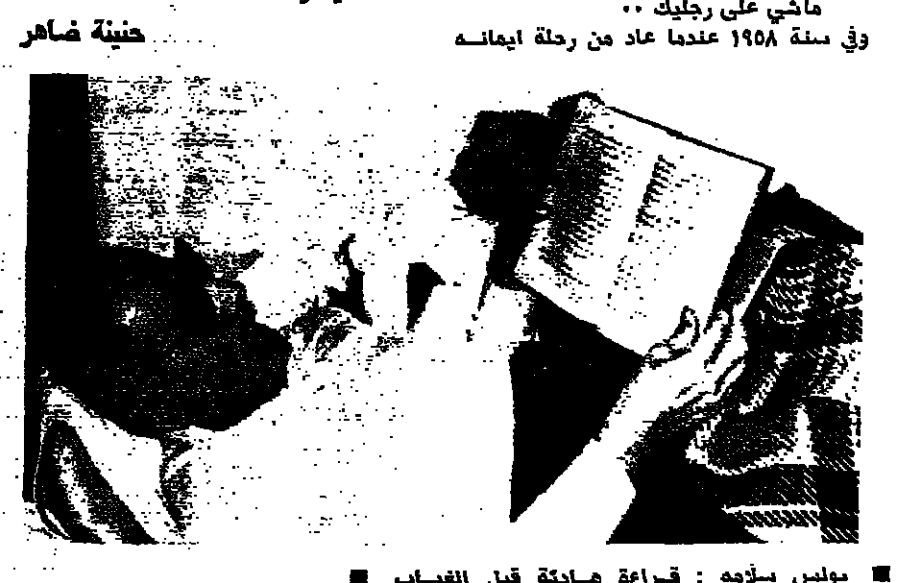 ماشي على رجليك ..
وفي سنة ١٩٥٨ عندما عاد من رحلة ايمانه
حنينة ضاهر
■ بولس سلامه : قراءة هادئة قبل الغياب ■